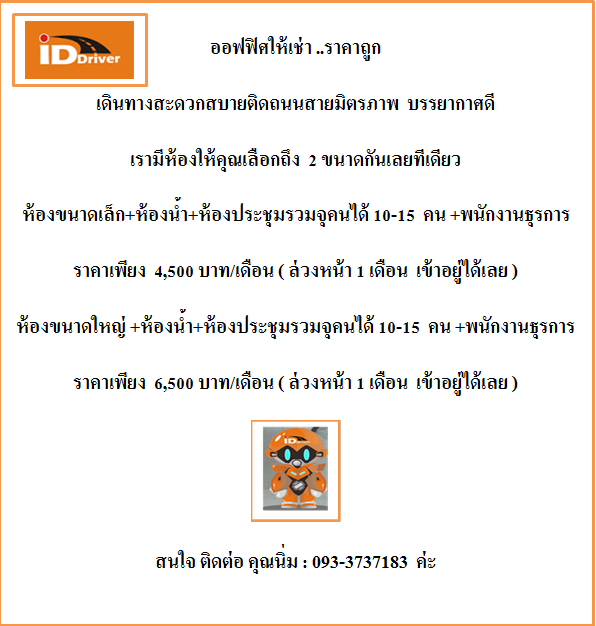 iD Driver
ออฟฟิศให้เช่า ..ราคาถูก
เดินทางสะดวกสบายติดถนนสายมิตรภาพ บรรยากาศดี
เรามีห้องให้คุณเลือกถึง 2 ขนาดกันเลยทีเดียว
ห้องขนาดเล็ก+ห้องน้ำ+ห้องประชุมรวมจุคนได้ 10-15 คน +พนักงานธุรการ
ราคาเพียง 4,500 บาท/เดือน ( ล่วงหน้า 1 เดือน เข้าอยู่ได้เลย )
ห้องขนาดใหญ่ +ห้องน้ำ+ห้องประชุมรวมจุคนได้ 10-15 คน +พนักงานธุรการ
ราคาเพียง 6,500 บาท/เดือน ( ล่วงหน้า 1 เดือน เข้าอยู่ได้เลย )
iDDriver
สนใจ ติดต่อ คุณนิ่ม : 093-3737183 ค่ะ